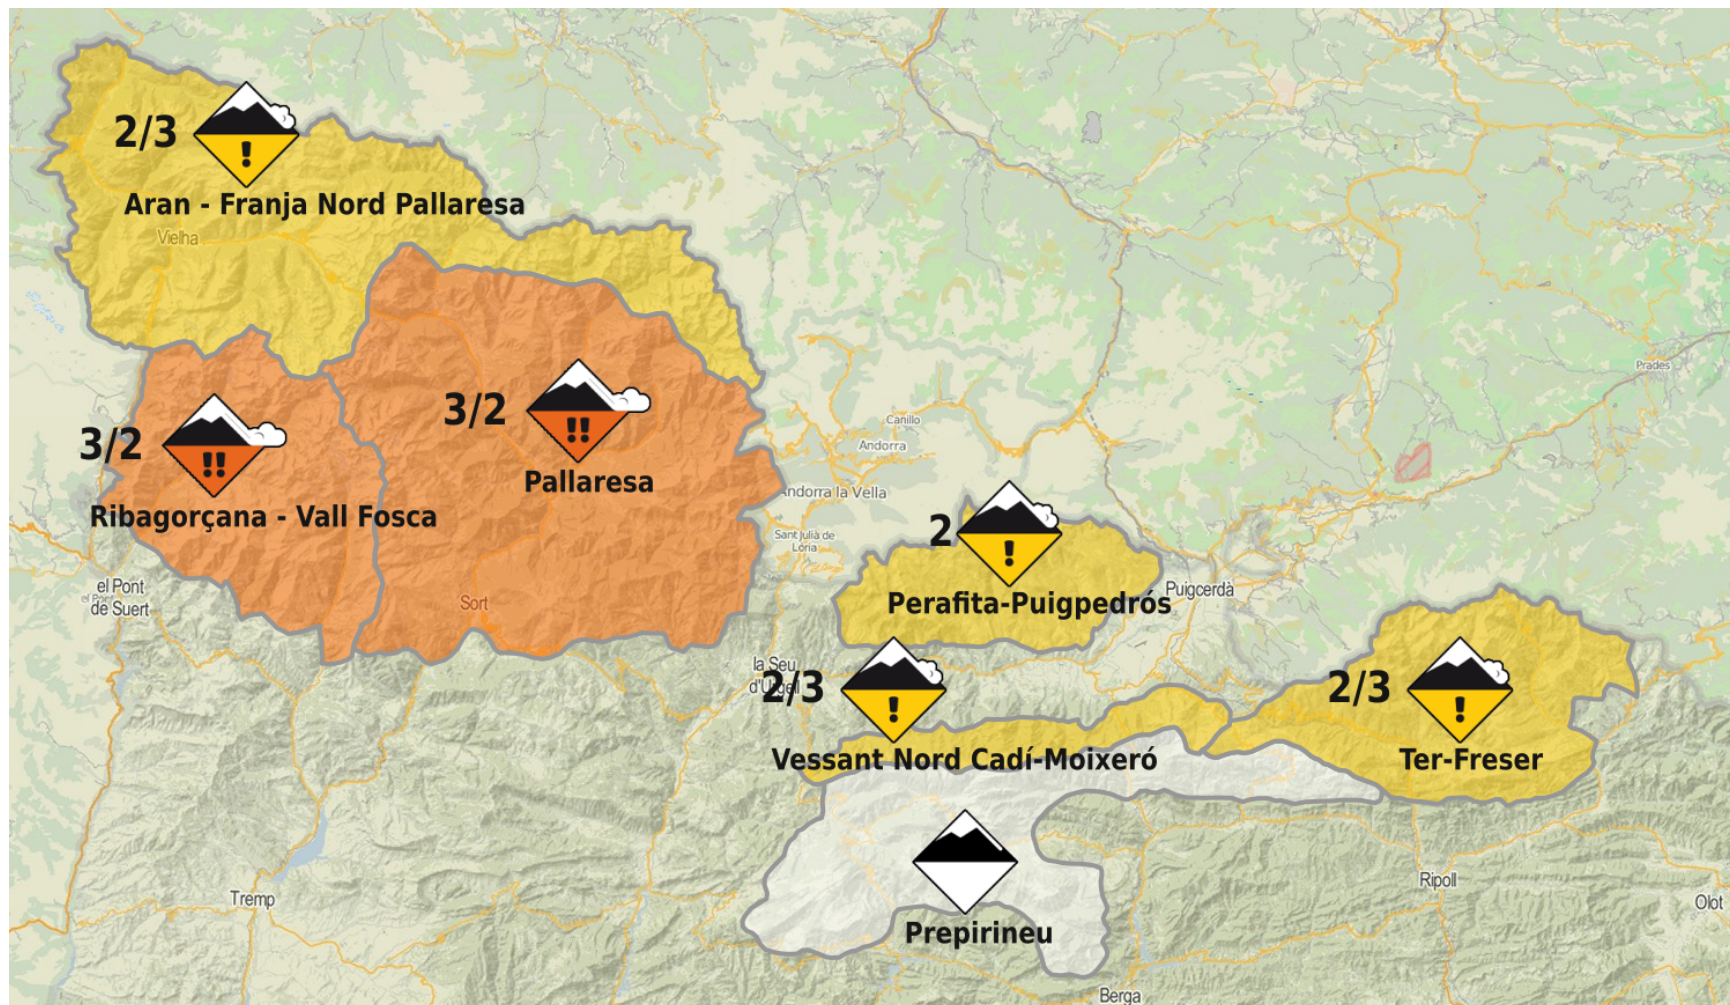 2/3
!
Aran - Franja Nord Pallaresa
Vielha
3/2
!!
Pallaresa
3/2
!!
Ribagorçana - Vall Fosca
Prades
Canillo
Andorra
Andorra la Vella
Sant Julià de
Lòria
2
!
Perafita-Puigpedrós
Puigcerdà
el Pont
de Suert
Sort
la Seu
d'Urgell
2/3
!
Vessant Nord Cadí-Moixeró
2/3
!
Ter-Freser
Prepirineu
Tremp
Ripoll
Olot
Berga